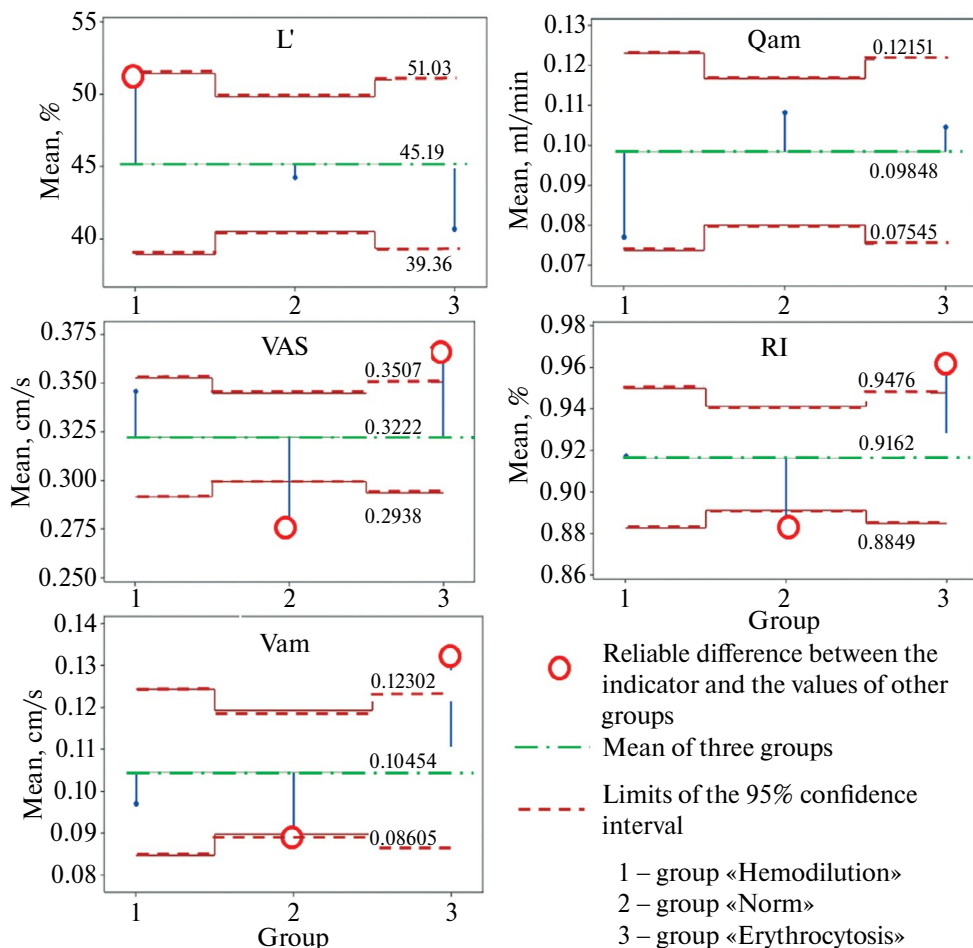 L'
Mean, %
55
50
45
40
51.03
45.19
39.36
1 2 3
Qam
Mean, ml/min
0.13
0.12
0.11
0.10
0.09
0.08
0.07
0.12151
0.09848
0.07545
1 2 3
VAS
Mean, cm/s
0.375
0.350
0.325
0.300
0.275
0.250
0.3507
0.3222
0.2938
1 2 3
RI
Mean, %
0.98
0.96
0.94
0.92
0.90
0.88
0.86
0.9476
0.9162
0.8849
1 2 3
Group
Vam
Mean, cm/s
0.14
0.13
0.12
0.11
0.10
0.09
0.08
0.12302
0.10454
0.08605
1 2 3
Group
Reliable difference between the
indicator and the values of other
groups
Mean of three groups
Limits of the 95% confidence
interval
1 – group «Hemodilution»
2 – group «Norm»
3 – group «Erythrocytosis»